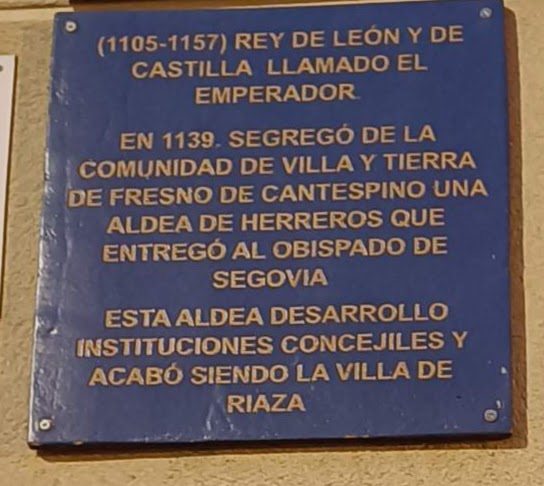 (1105-1157) REY DE LEÓN Y DE
CASTILLA LLAMADO EL
EMPERADOR
EN 1139. SEGREGÓ DE LA
COMUNIDAD DE VILLA Y TIERRA
DE FRESNO DE CANTESPINO UNA
ALDEA DE HERREROS QUE
ENTREGÓ AL OBISPADO DE
SEGOVIA
ESTA ALDEA DESARROLLO
INSTITUCIONES CONCEJILES Y
ACABÓ SIENDO LA VILLA DE
RIAZA